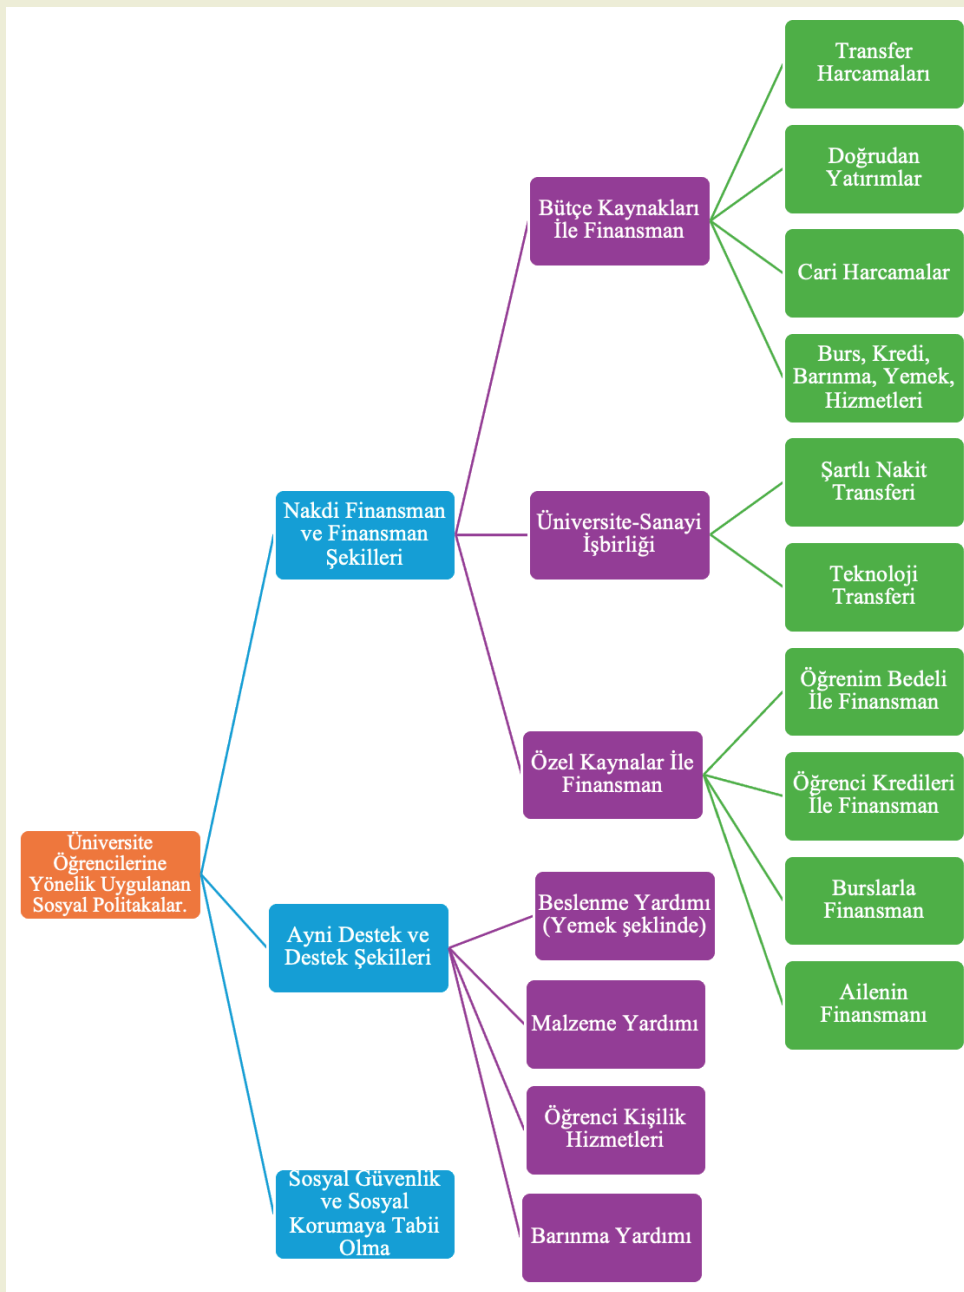 Üniversite
Öğrencilerine
Yönelik Uygulanan
Sosyal Politakalar.
Nakdi Finansman
ve Finansman
Şekilleri
Bütçe Kaynakları
İle Finansman
Transfer
Harcamaları
Doğrudan
Yatırımlar
Cari Harcamalar
Burs, Kredi,
Barınma, Yemek,
Hizmetleri
Üniversite-Sanayi
İşbirliği
Şartlı Nakit
Transferi
Teknoloji
Transferi
Özel Kaynalar İle
Finansman
Öğrenim Bedeli
İle Finansman
Öğrenci Kredileri
İle Finansman
Burslarla
Finansman
Ailenin
Finansmanı
Ayni Destek ve
Destek Şekilleri
Beslenme Yardımı
(Yemek şeklinde)
Malzeme Yardımı
Öğrenci Kişilik
Hizmetleri
Barınma Yardımı
Sosyal Güvenlik
ve Sosyal
Korumaya Tabii
Olma